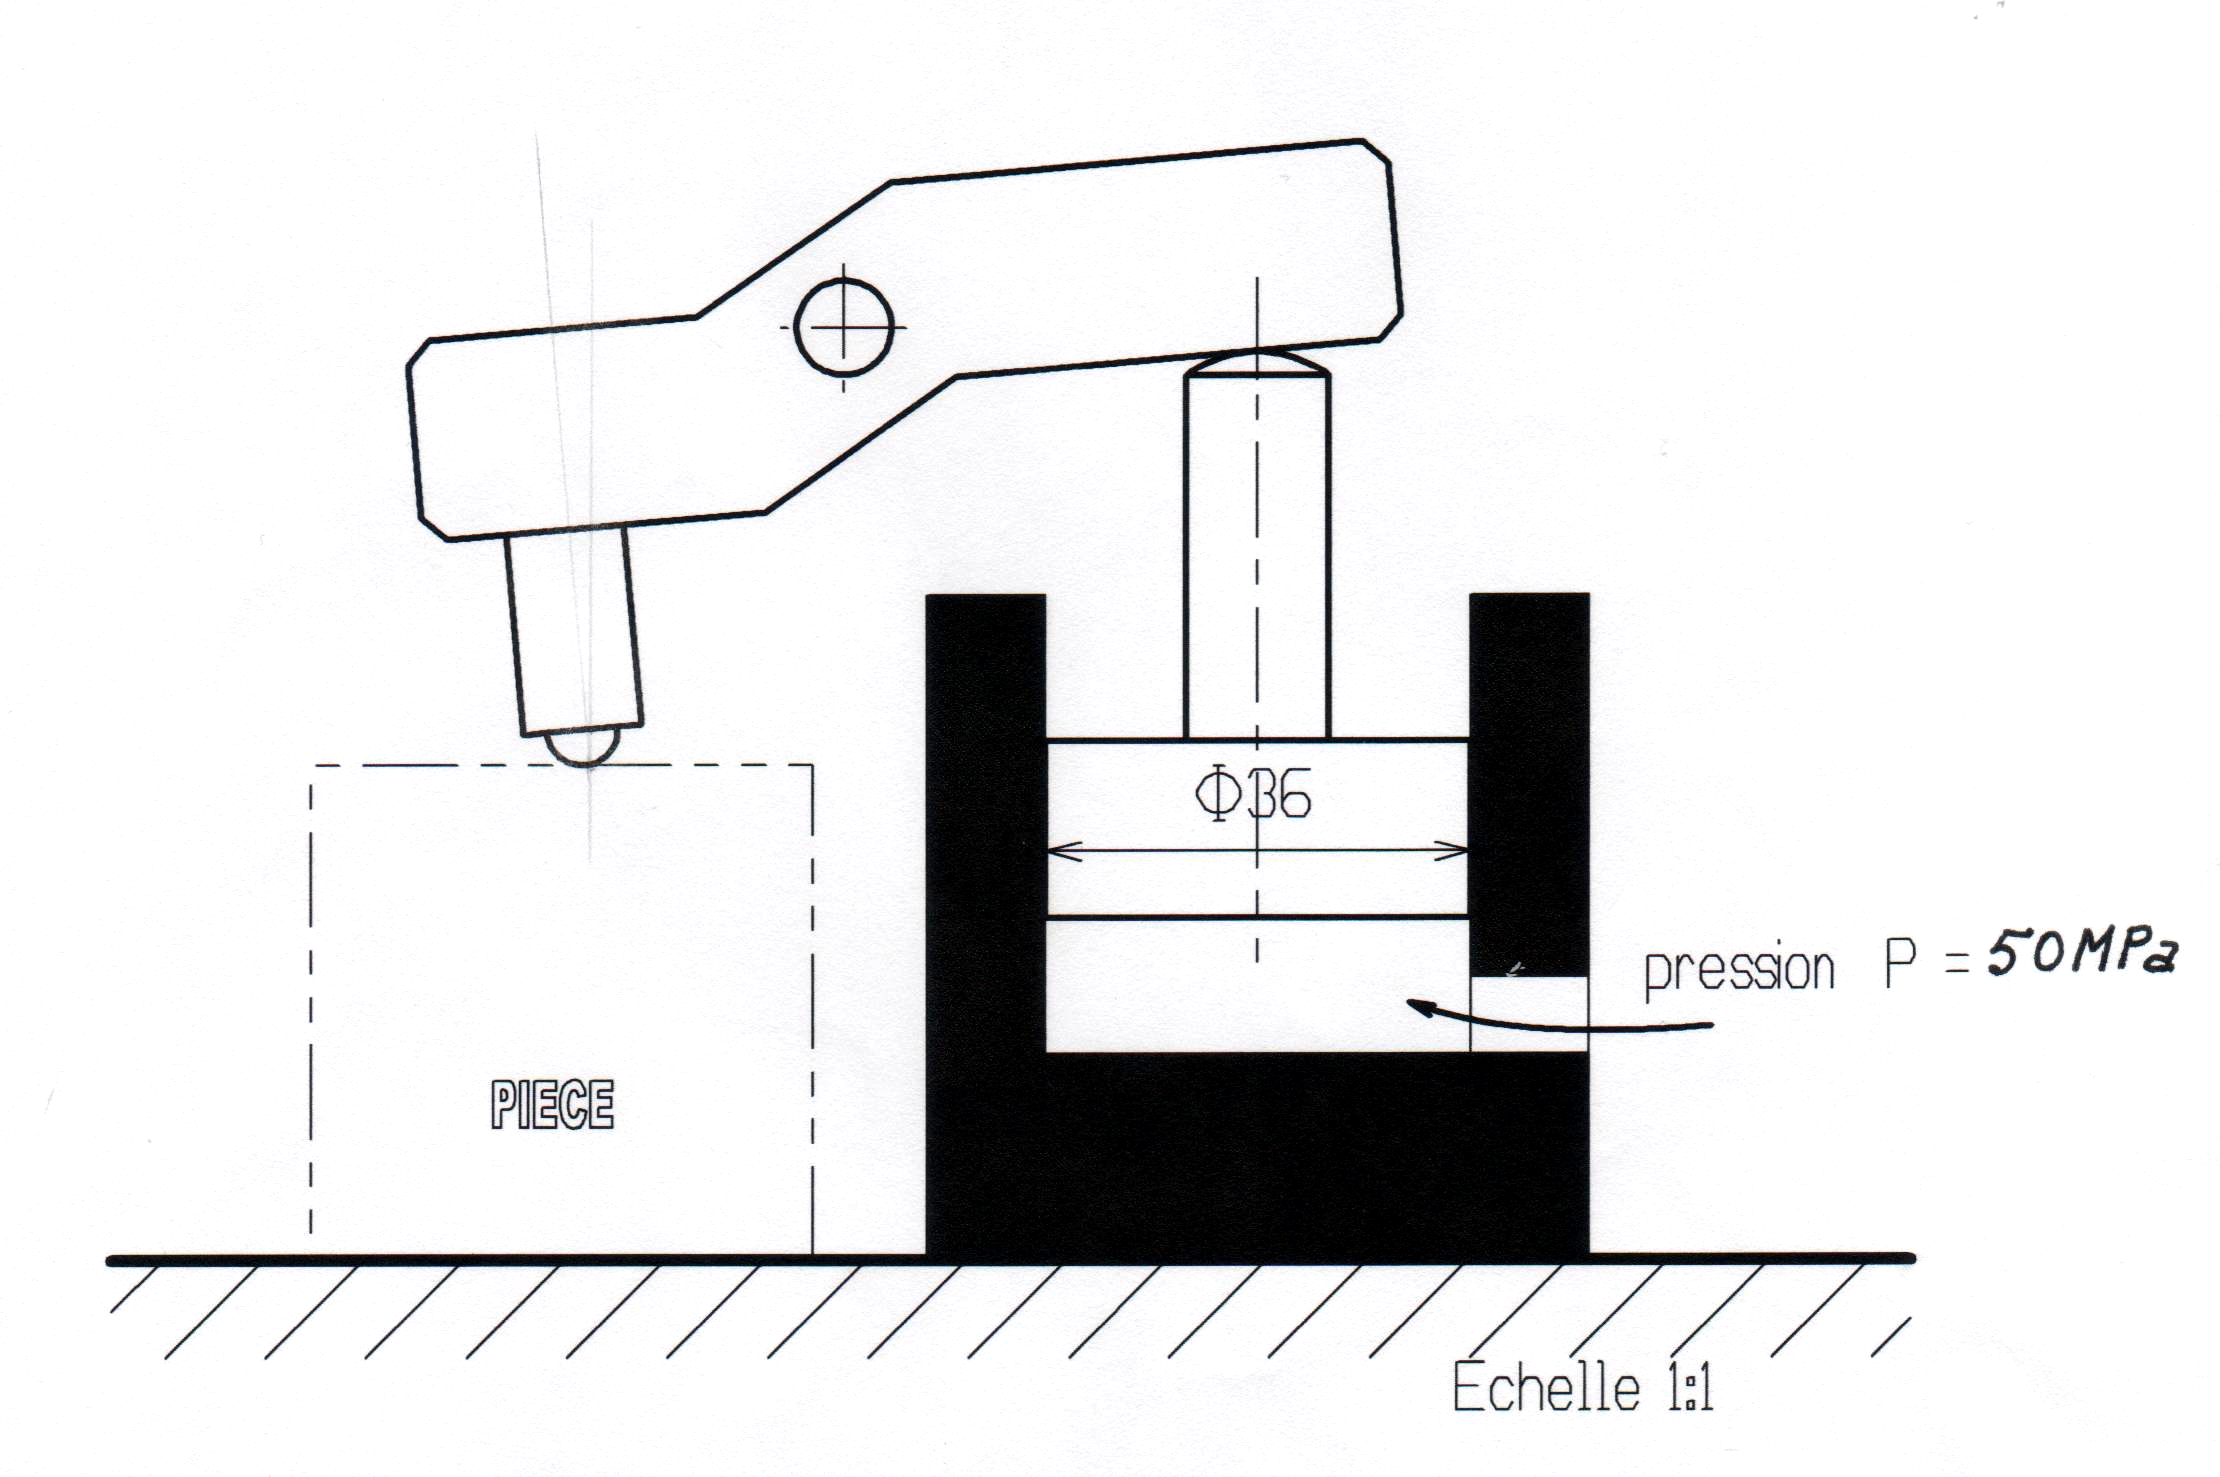 Φ36
pression P = 50MPa
PIECE
Echelle 1:1